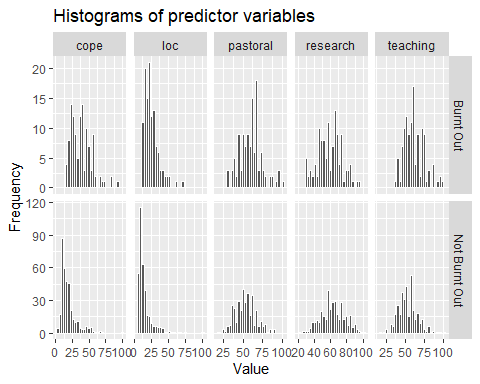 Histograms of predictor variables
cope loc pastoral research teaching
20
15
10
5
0
Burnt Out
120
90
60
30
0
Not Burnt Out
Frequency
0 25 50 75 100 0 25 50 75 100 25 50 75 100 20 40 60 80 100 25 50 75 100
Value